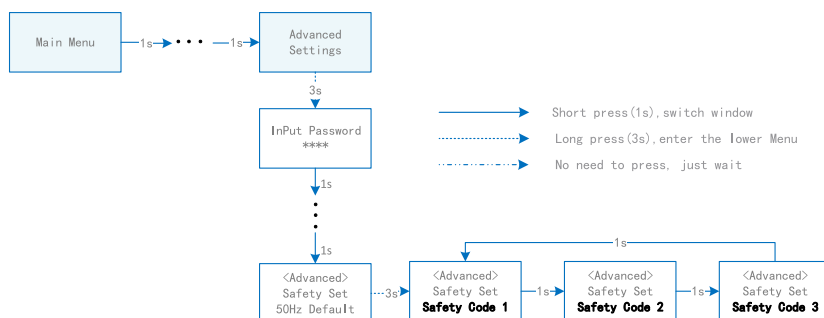 Main Menu
1s
• • •
1s
Advanced
Settings
3s
InPut Password
****
1s
1s
Short press(1s), switch window
Long press(3s), enter the lower Menu
No need to press, just wait
<Advanced>
Safety Set
50Hz Default
3s
<Advanced>
Safety Set
Safety Code 1
1s
<Advanced>
Safety Set
Safety Code 2
1s
<Advanced>
Safety Set
Safety Code 3
1s